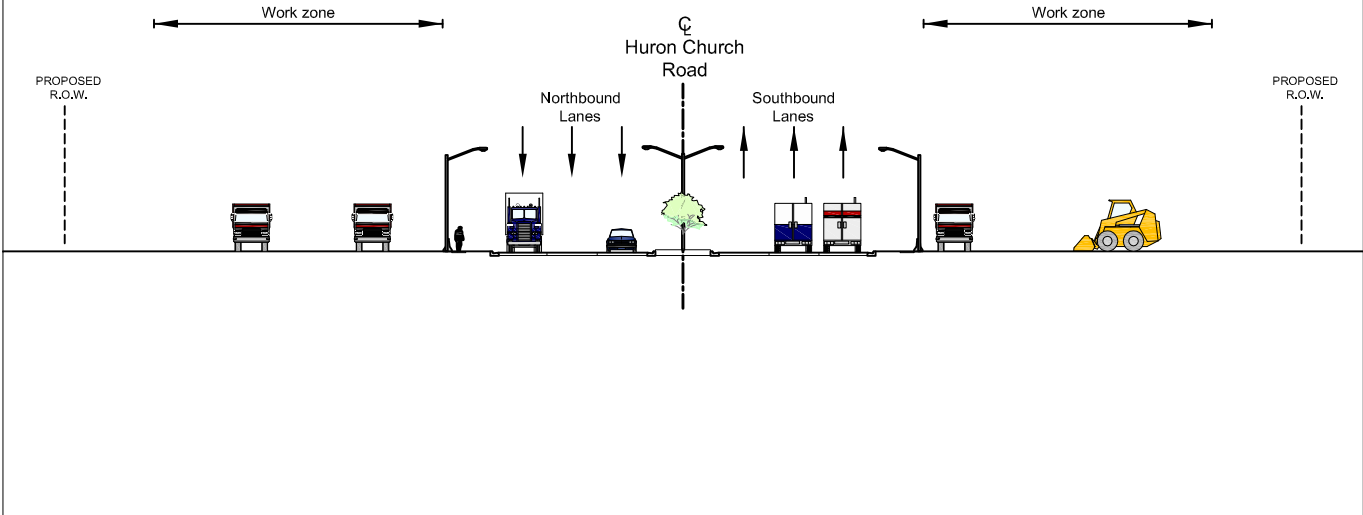 Work zone
Work zone
℄
Huron Church
Road
PROPOSED
R.O.W.
PROPOSED
R.O.W.
Northbound
Lanes
Southbound
Lanes